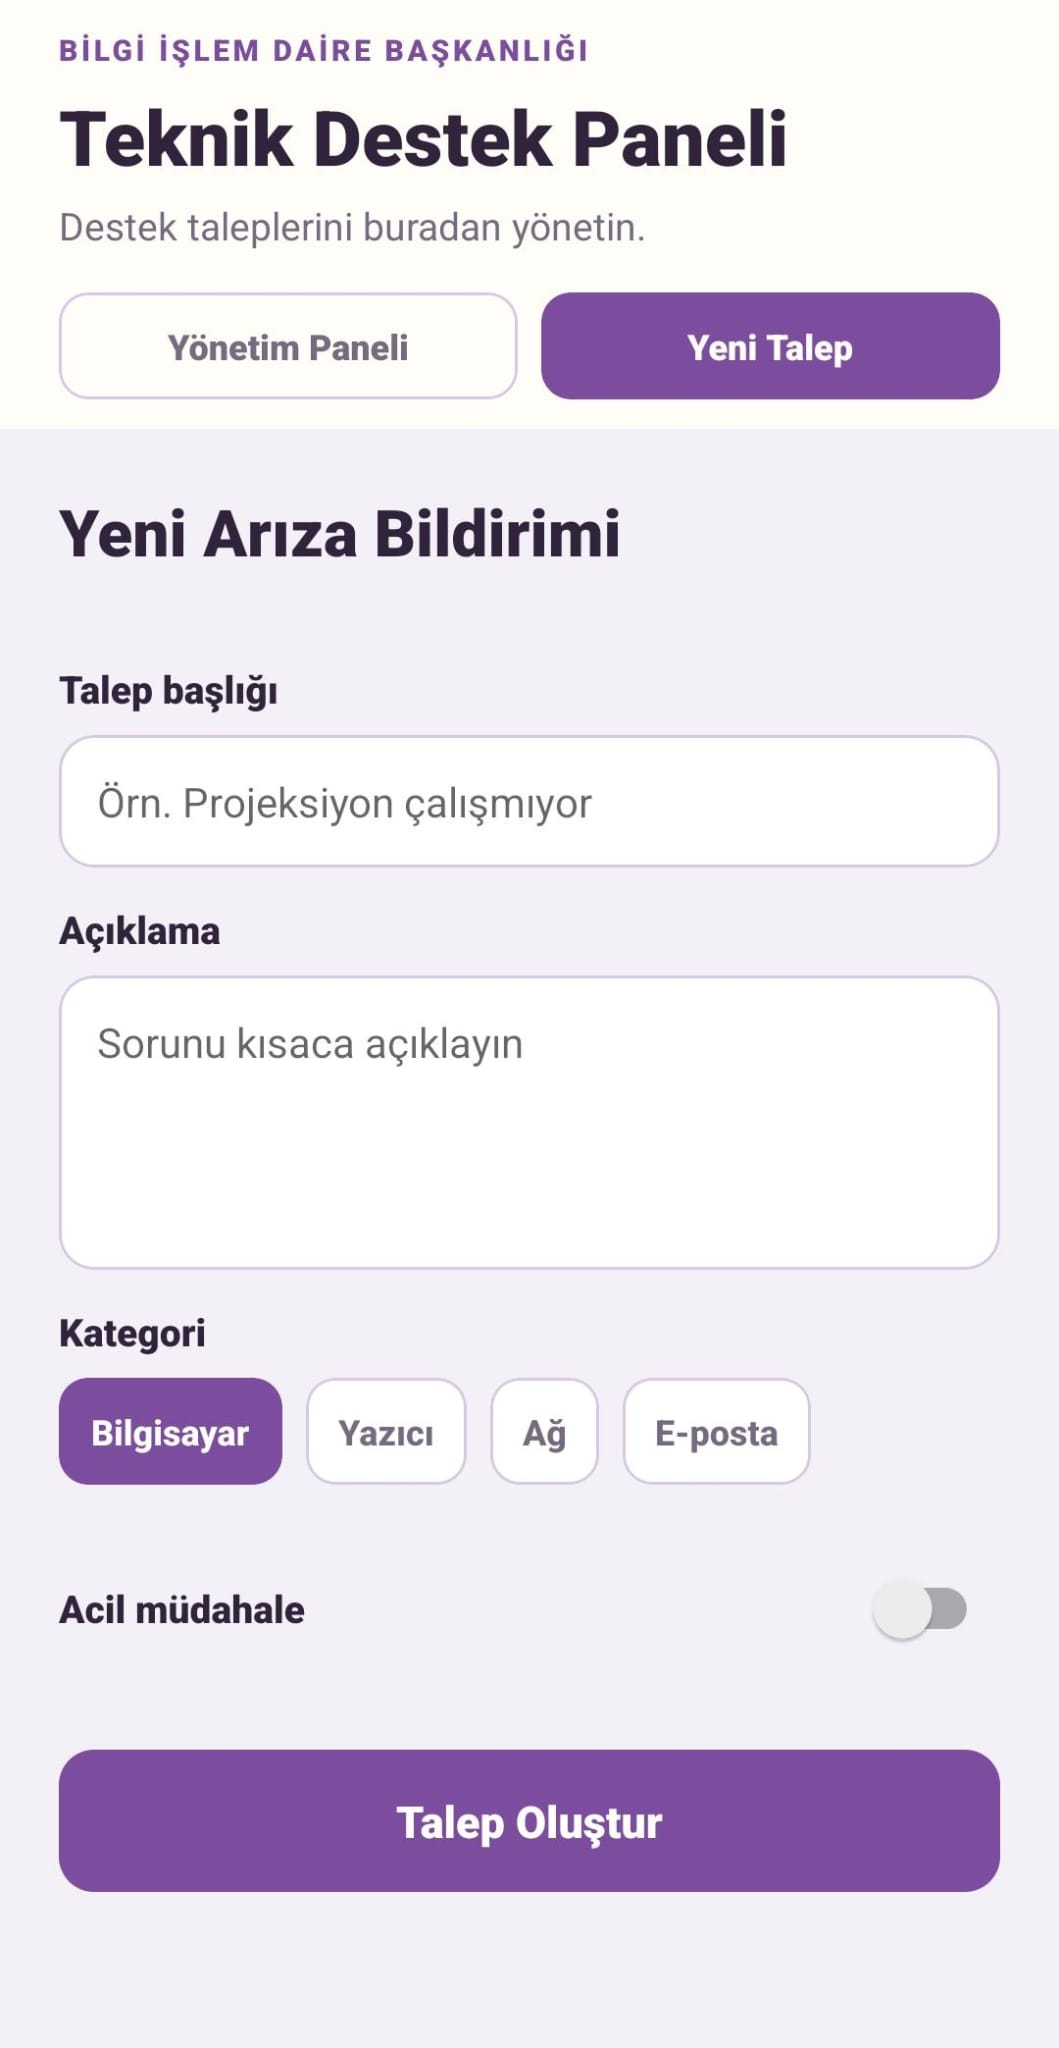 BİLGİ İŞLEM DAİRE BAŞKANLIĞI
Teknik Destek Paneli
Destek taleplerini buradan yönetin.
Yönetim Paneli
Yeni Talep
Yeni Arıza Bildirimi
Talep başlığı
Örn. Projeksiyon çalışmıyor
Açıklama
Sorunu kısaca açıklayın
Kategori
Bilgisayar
Yazıcı
Ağ
E-posta
Acil müdahale
Talep Oluştur